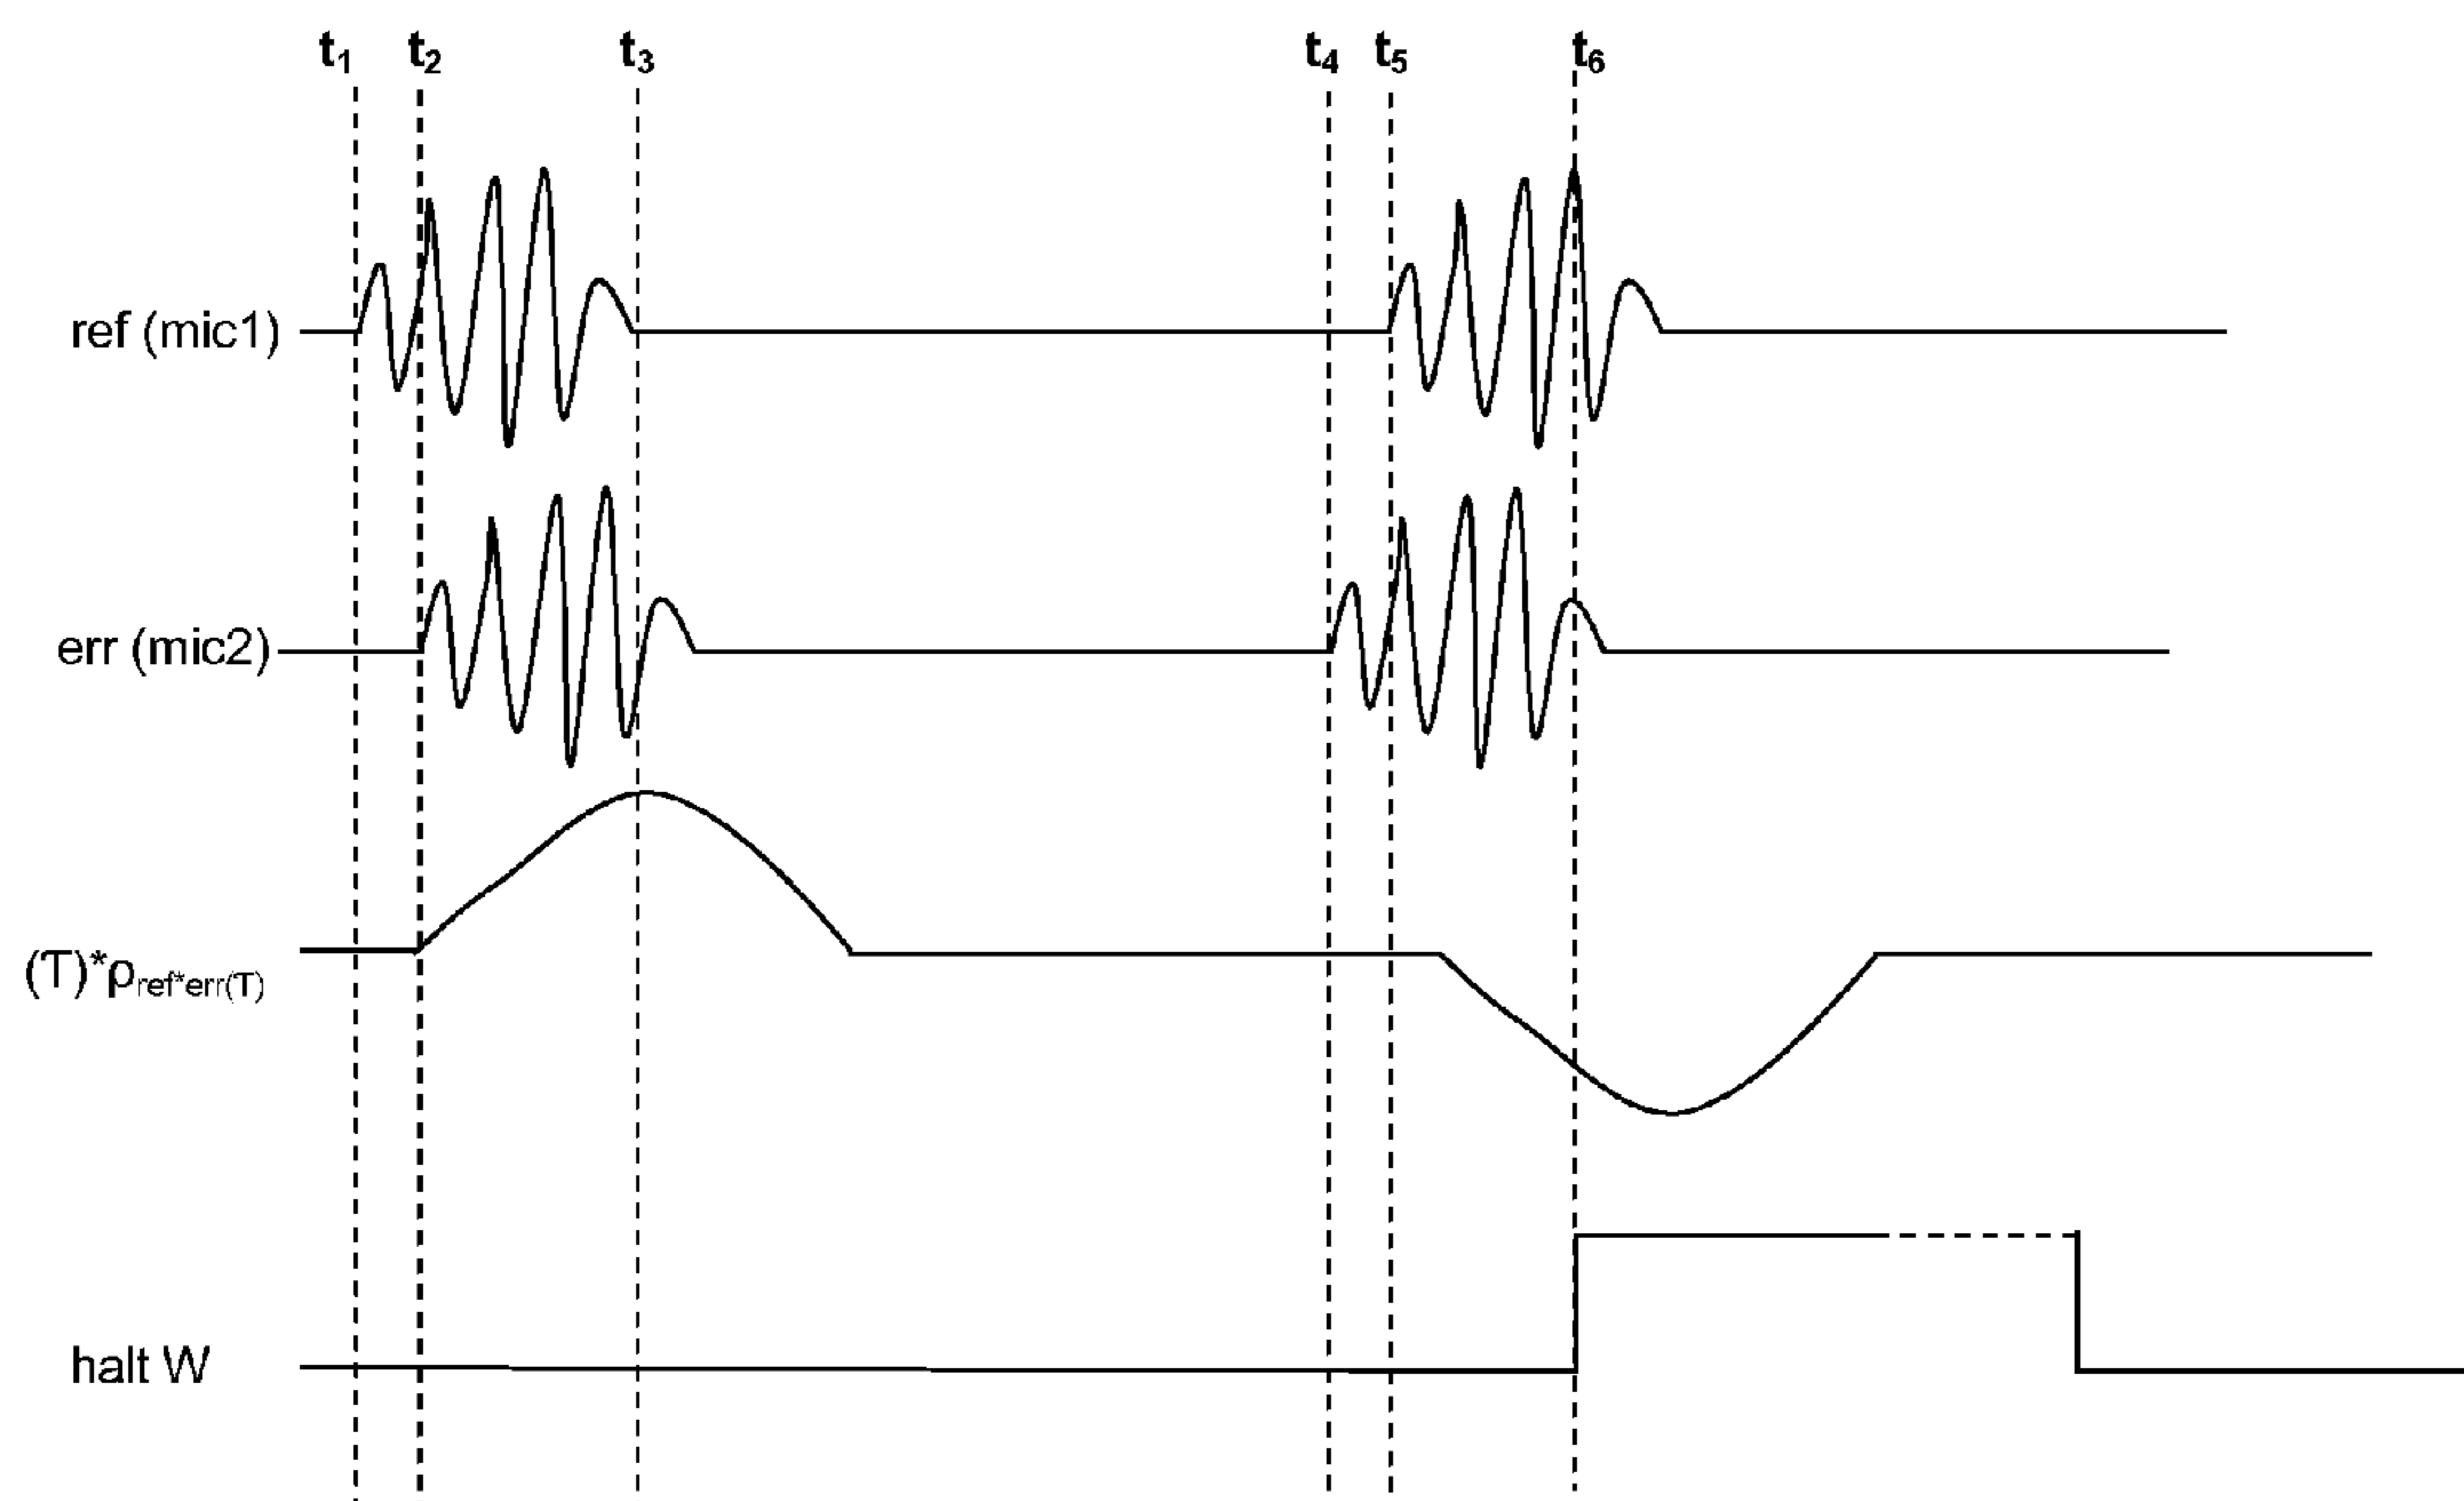 t₁ t₂ t₃ t₄ t₅ t₆
ref (mic1)
err (mic2)
(T)*ρref*err(T)
halt W